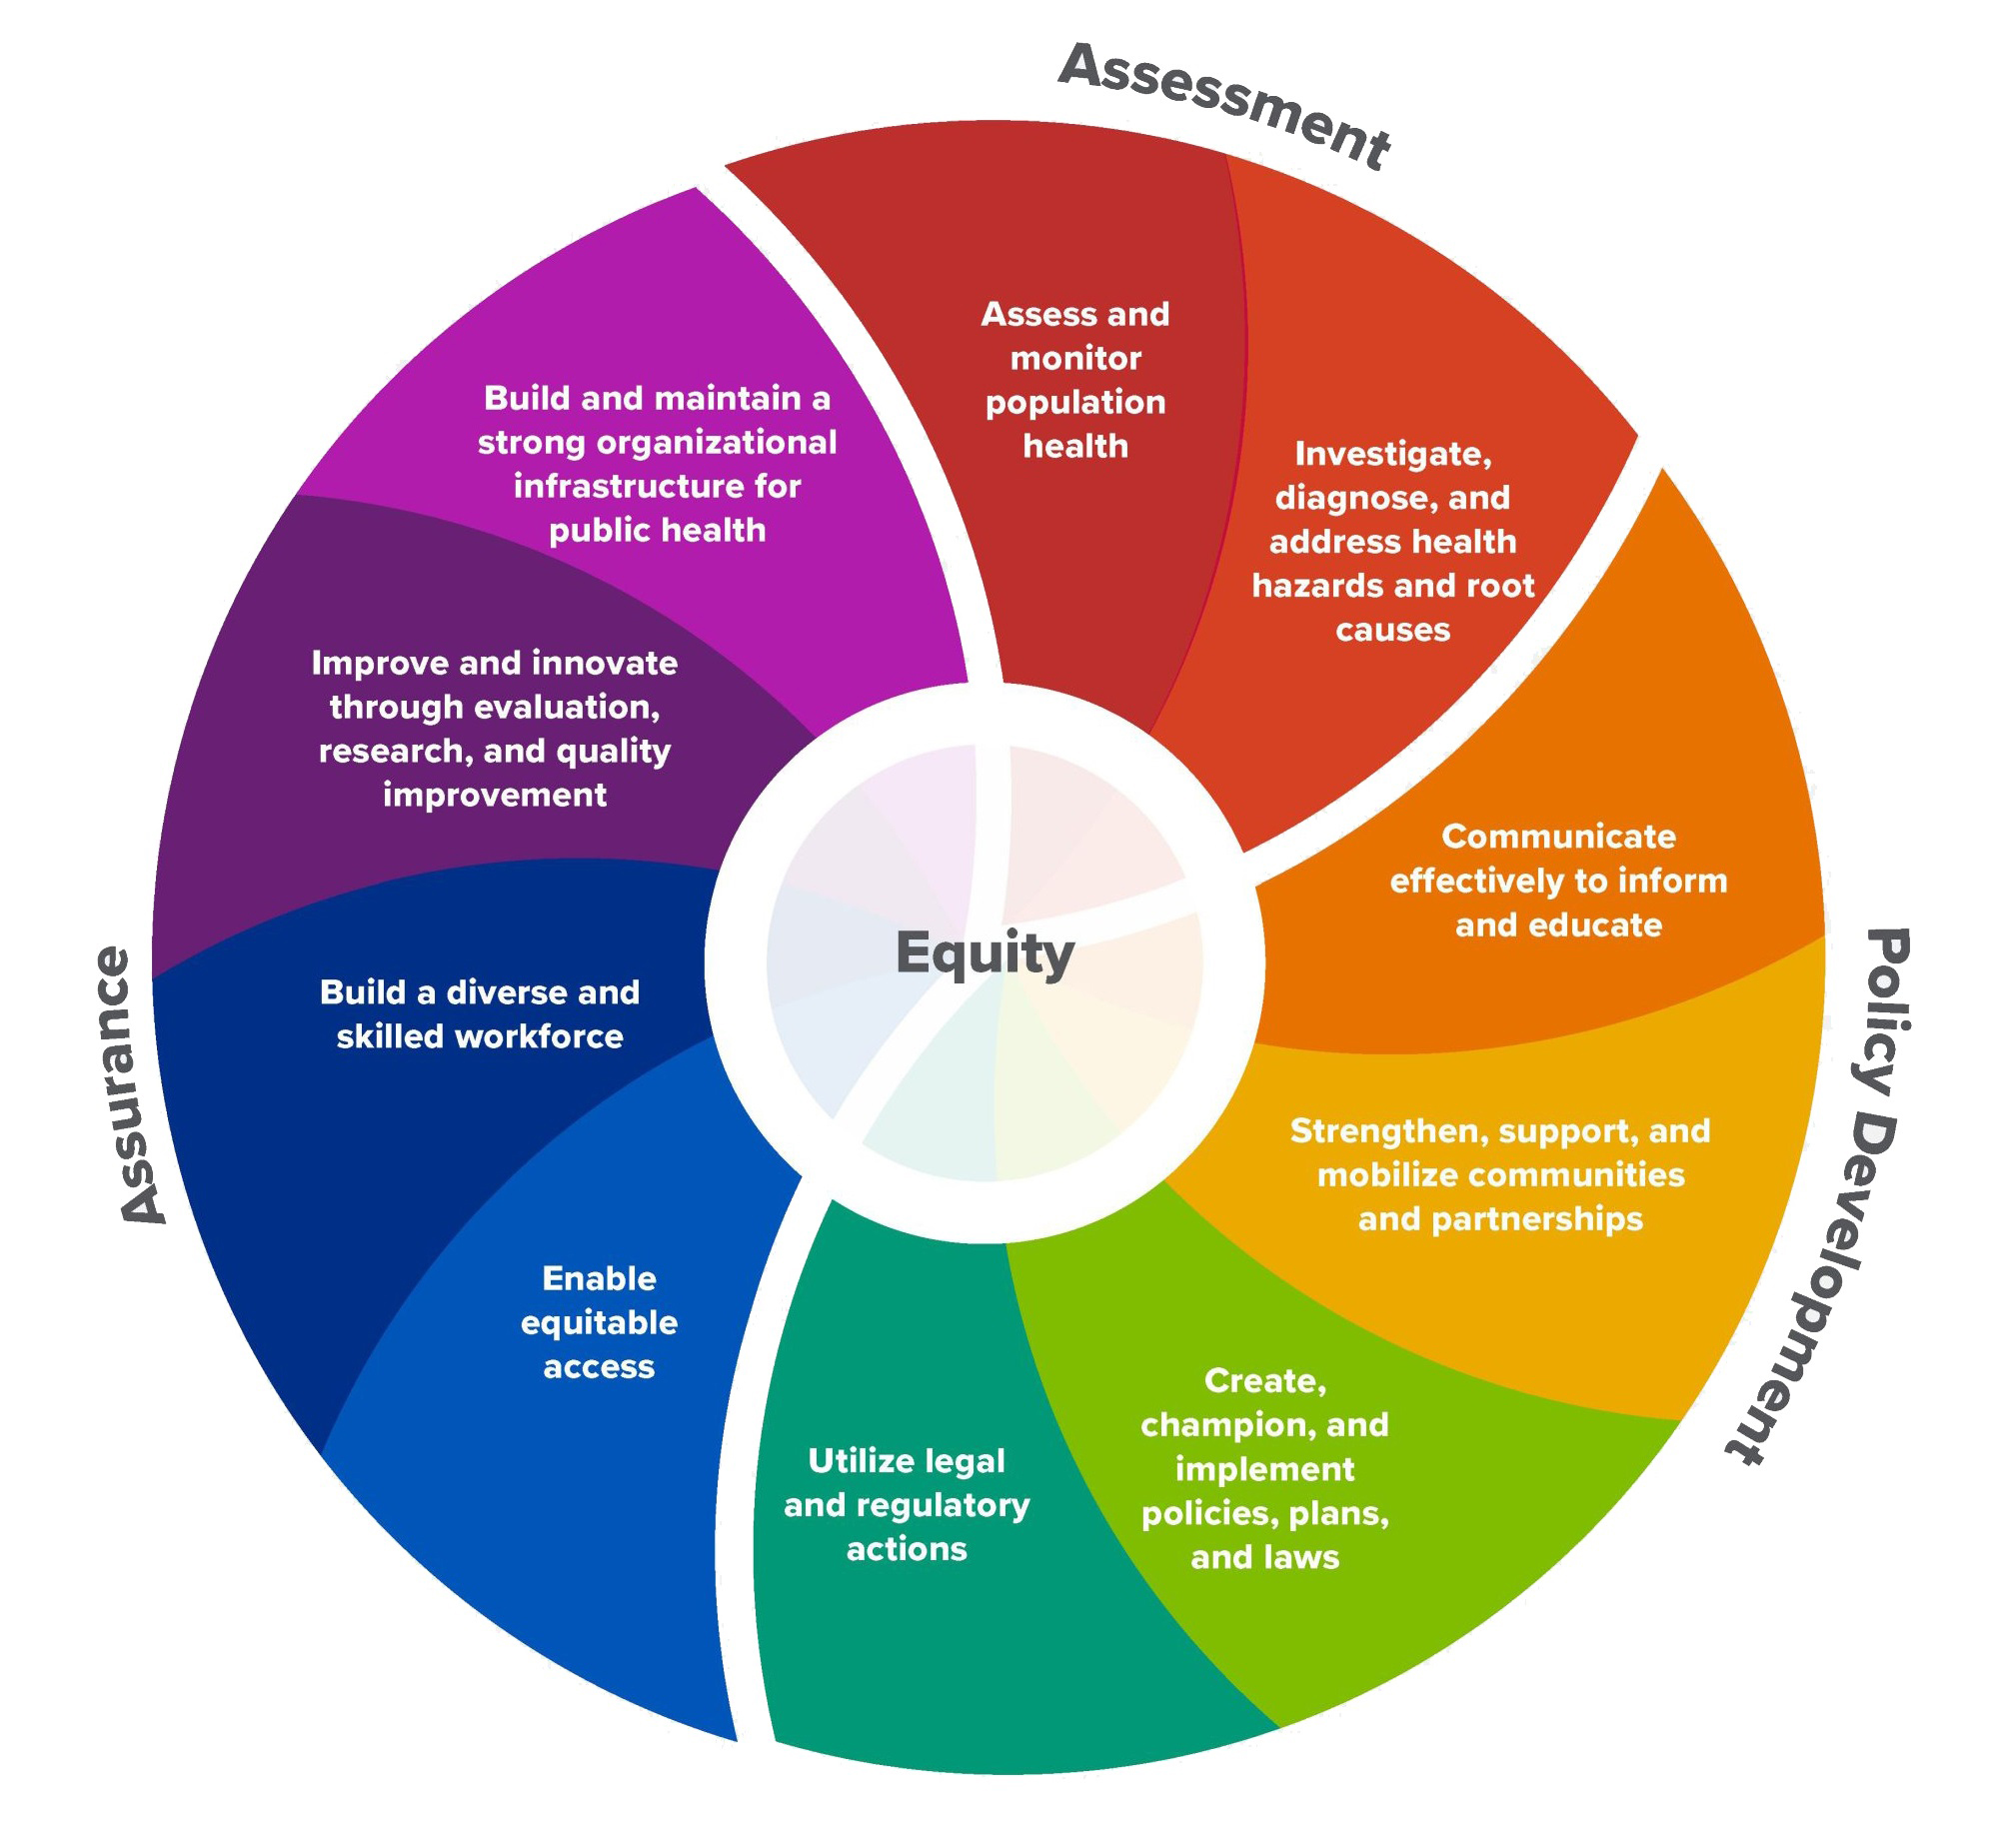 Assessment
Assess and
monitor
population
health
Investigate,
diagnose, and
address health
hazards and root
causes
Policy Development
Communicate
effectively to inform
and educate
Strengthen, support, and
mobilize communities
and partnerships
Create,
champion, and
implement
policies, plans,
and laws
Utilize legal
and regulatory
actions
Assurance
Enable
equitable
access
Build a diverse and
skilled workforce
Improve and innovate
through evaluation,
research, and quality
improvement
Build and maintain a
strong organizational
infrastructure for
public health
Equity